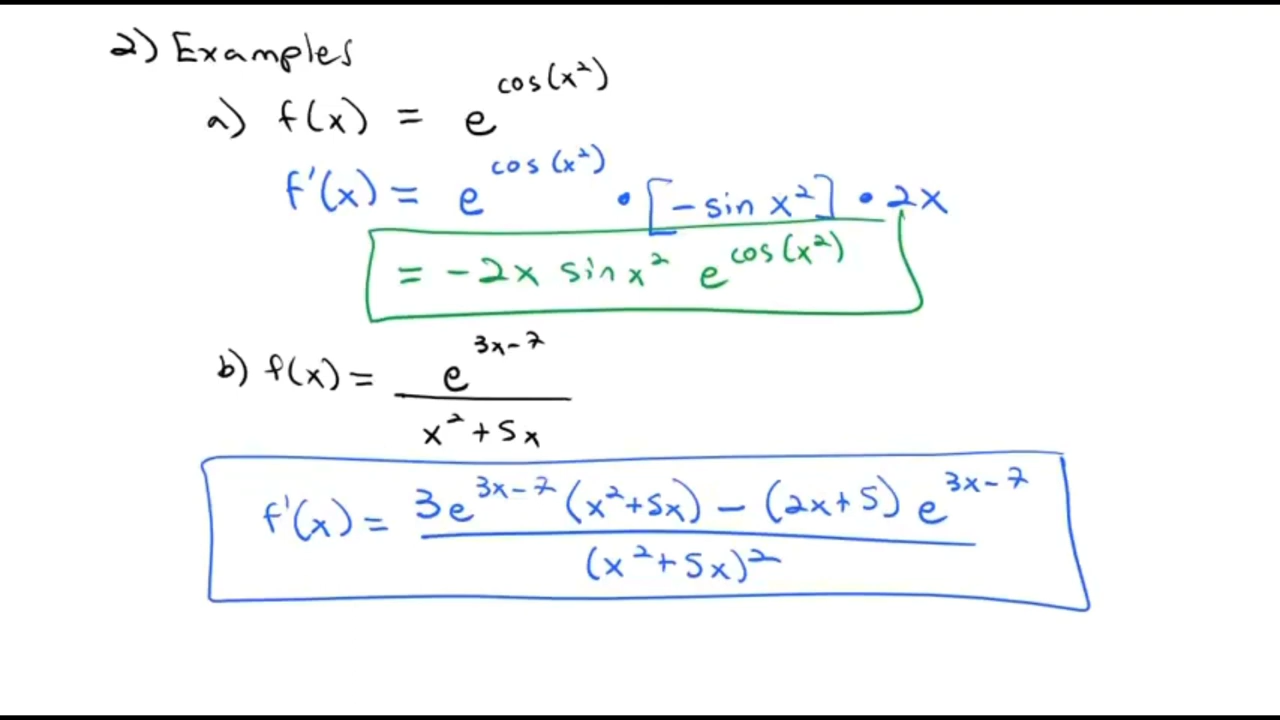 2) Examples
a) f(x) = e^cos(x²)
f'(x) = e^cos(x²) • [-sin x²] • 2x
= -2x sin x² e^cos(x²)
b) f(x) = e^3x-7 / x²+5x
f'(x) = 3e^3x-7 (x²+5x) - (2x+5) e^3x-7 / (x²+5x)²